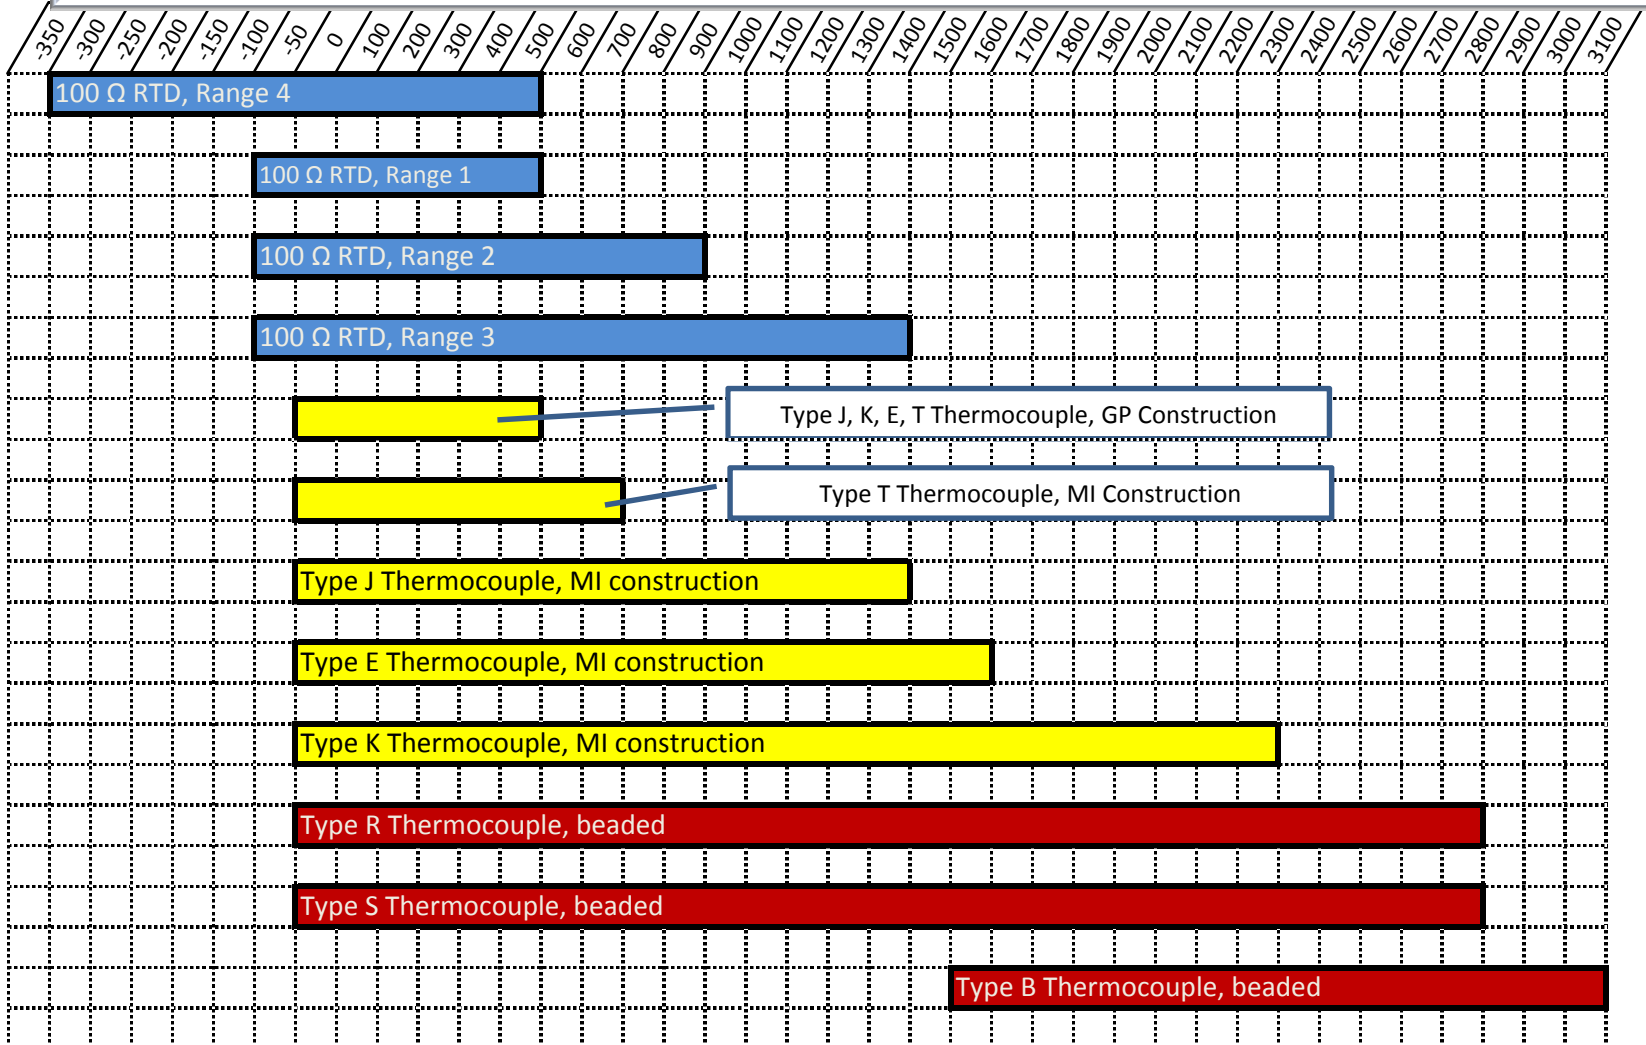 -350 -300 -250 -200 -150 -100 -50 0 100 200 300 400 500 600 700 800 900 1000 1100 1200 1300 1400 1500 1600 1700 1800 1900 2000 2100 2200 2300 2400 2500 2600 2700 2800 2900 3000 3100
100 Ω RTD, Range 4
100 Ω RTD, Range 1
100 Ω RTD, Range 2
100 Ω RTD, Range 3
Type J, K, E, T Thermocouple, GP Construction
Type T Thermocouple, MI Construction
Type J Thermocouple, MI construction
Type E Thermocouple, MI construction
Type K Thermocouple, MI construction
Type R Thermocouple, beaded
Type S Thermocouple, beaded
Type B Thermocouple, beaded